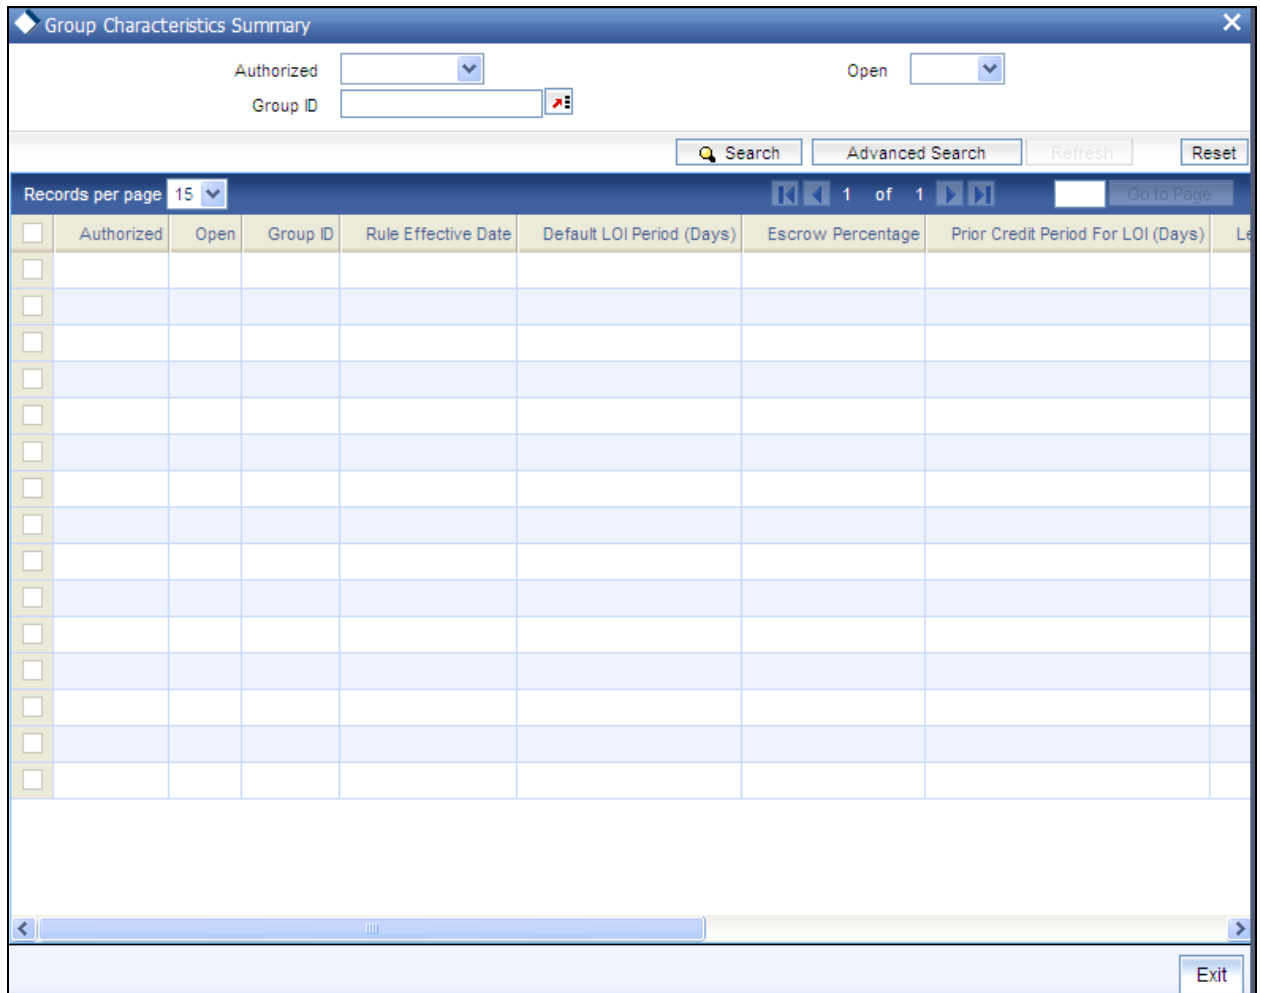 Group Characteristics Summary
Authorized Open
Group ID
Search Advanced Search Refresh Reset
Records per page 15 1 of 1 Go to Page
Authorized Open Group ID Rule Effective Date Default LOI Period (Days) Escrow Percentage Prior Credit Period For LOI (Days) Le
Exit